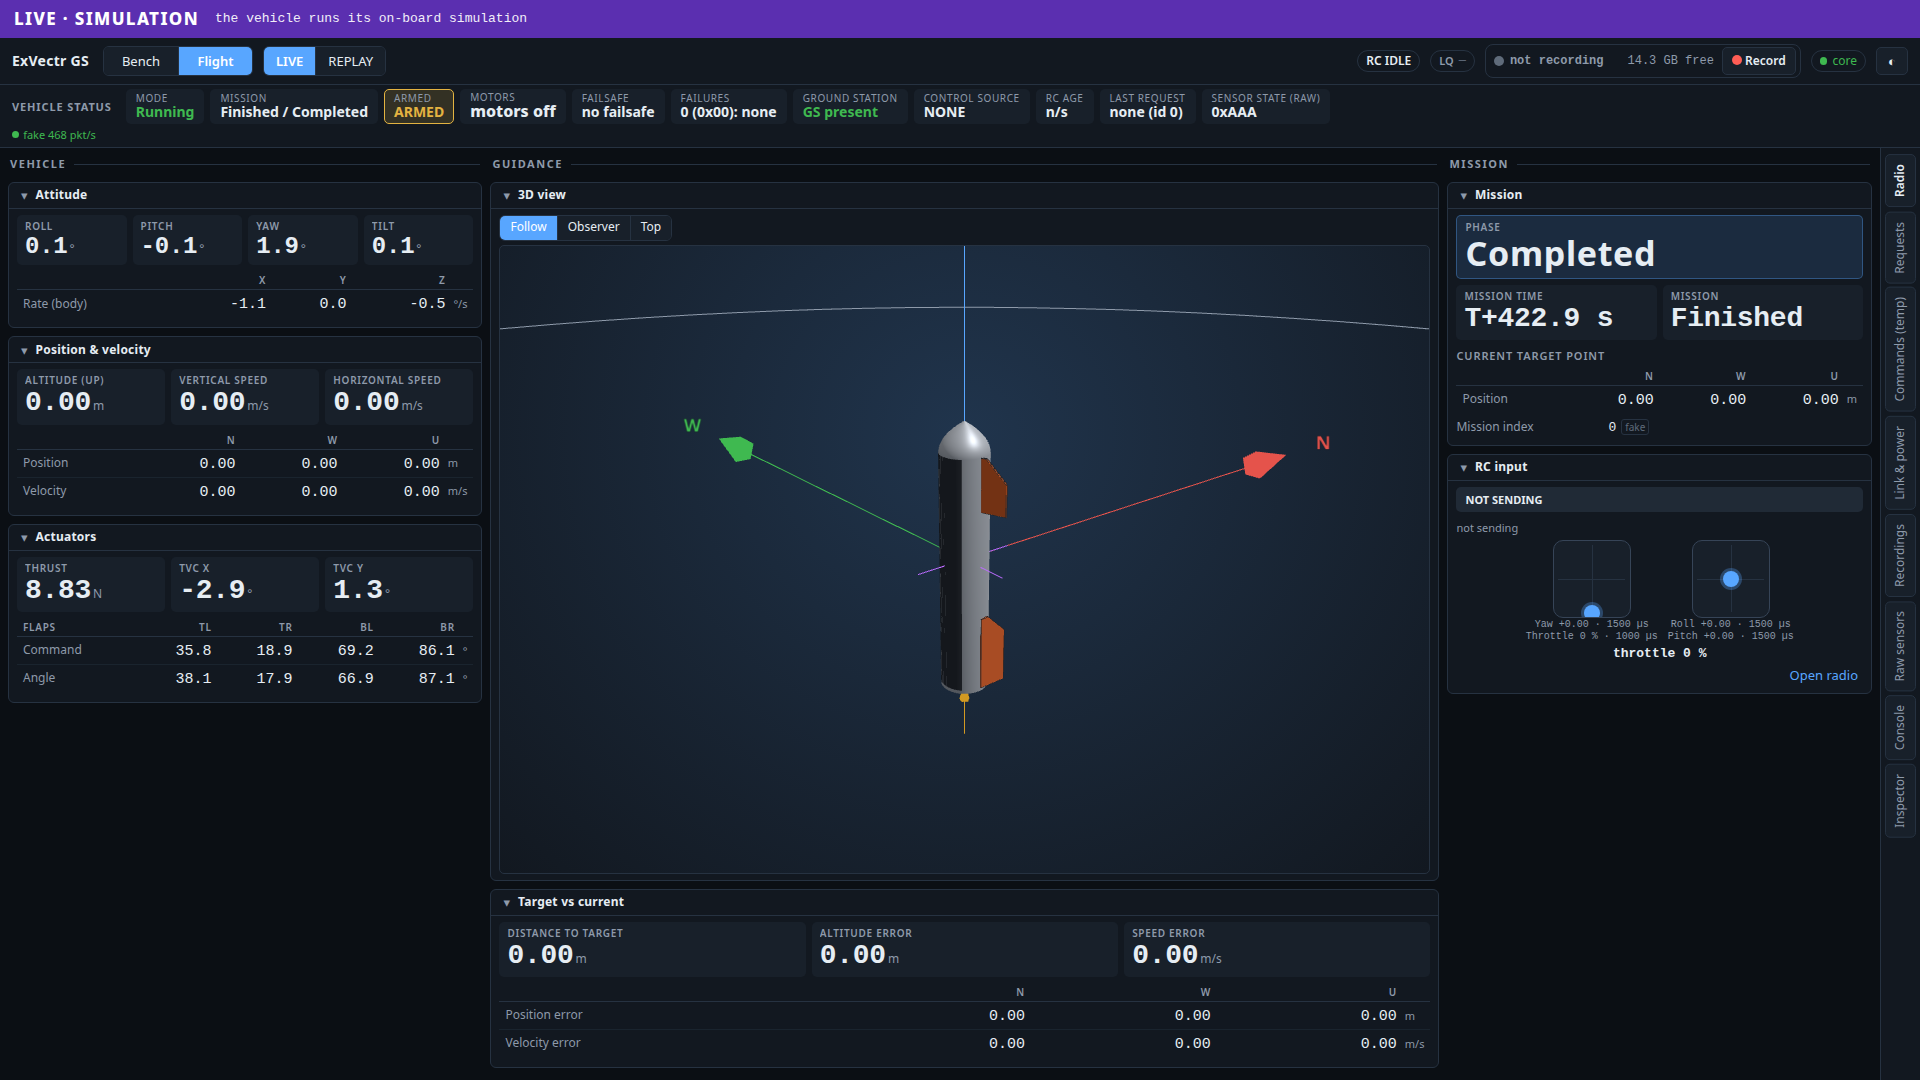 LIVE · SIMULATION the vehicle runs its on-board simulation
ExVectr GS Bench Flight LIVE REPLAY RC IDLE LQ — not recording 14.3 GB free Record core
VEHICLE STATUS
MODE
Running
MISSION
Finished / Completed
ARMED
ARMED
MOTORS
motors off
FAILSAFE
no failsafe
FAILURES
0 (0x00): none
GROUND STATION
GS present
CONTROL SOURCE
NONE
RC AGE
n/s
LAST REQUEST
none (id 0)
SENSOR STATE (RAW)
0xAAA
fake 468 pkt/s
VEHICLE
▼ Attitude
ROLL PITCH YAW TILT
0.1° -0.1° 1.9° 0.1°
X Y Z
Rate (body) -1.1 0.0 -0.5 °/s
▼ Position & velocity
ALTITUDE (UP) VERTICAL SPEED HORIZONTAL SPEED
0.00 m 0.00 m/s 0.00 m/s
N W U
Position 0.00 0.00 0.00 m
Velocity 0.00 0.00 0.00 m/s
▼ Actuators
THRUST TVC X TVC Y
8.83 N -2.9° 1.3°
FLAPS TL TR BL BR
Command 35.8 18.9 69.2 86.1 °
Angle 38.1 17.9 66.9 87.1 °
GUIDANCE
▼ 3D view
Follow Observer Top
W
N
▼ Target vs current
DISTANCE TO TARGET ALTITUDE ERROR SPEED ERROR
0.00 m 0.00 m 0.00 m/s
N W U
Position error 0.00 0.00 0.00 m
Velocity error 0.00 0.00 0.00 m/s
MISSION
▼ Mission
PHASE
Completed
MISSION TIME MISSION
T+422.9 s Finished
CURRENT TARGET POINT
N W U
Position 0.00 0.00 0.00 m
Mission index 0 fake
▼ RC input
NOT SENDING
not sending
Yaw +0.00 · 1500 µs Roll +0.00 · 1500 µs
Throttle 0 % · 1000 µs Pitch +0.00 · 1500 µs
throttle 0 %
Open radio
Radio
Requests
Commands (temp)
Link & power
Recordings
Raw sensors
Console
Inspector